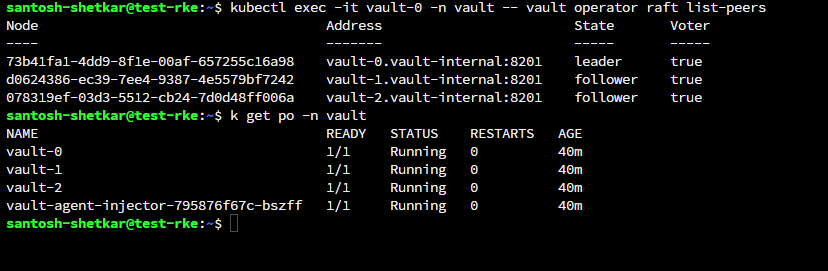 santosh-shetkar@test-rke:~$ kubectl exec -it vault-0 -n vault -- vault operator raft list-peers
Node Address State Voter
---- ------- ----- -----
73b41fa1-4dd9-8f1e-00af-657255c16a98 vault-0.vault-internal:8201 leader true
d0624386-ec39-7ee4-9387-4e5579bf7242 vault-1.vault-internal:8201 follower true
078319ef-03d3-5512-cb24-7d0d48ff006a vault-2.vault-internal:8201 follower true
santosh-shetkar@test-rke:~$ k get po -n vault
NAME READY STATUS RESTARTS AGE
vault-0 1/1 Running 0 40m
vault-1 1/1 Running 0 40m
vault-2 1/1 Running 0 40m
vault-agent-injector-795876f67c-bszff 1/1 Running 0 40m
santosh-shetkar@test-rke:~$